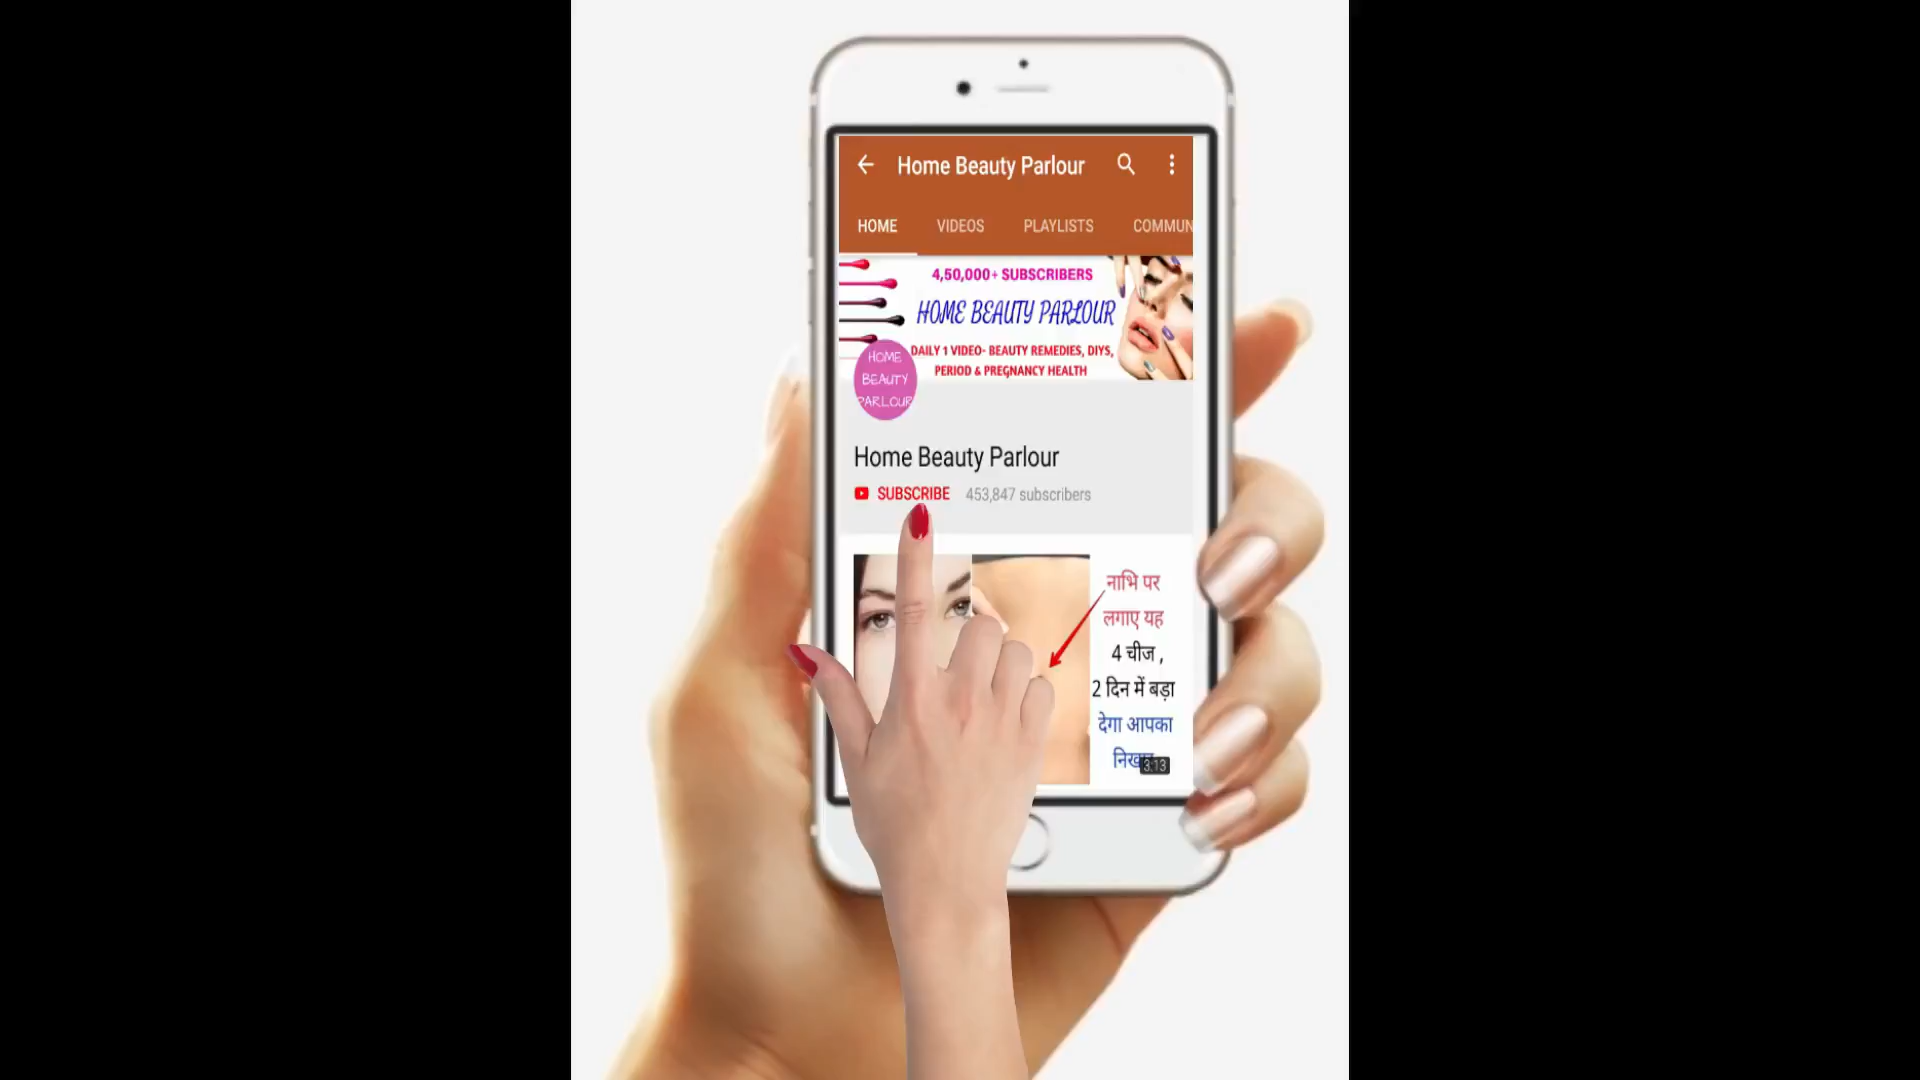 Home Beauty Parlour
HOME VIDEOS PLAYLISTS COMMUN
4,50,000+ SUBSCRIBERS
HOME BEAUTY PARLOUR
DAILY 1 VIDEO- BEAUTY REMEDIES, DIYS,
PERIOD & PREGNANCY HEALTH
HOME
BEAUTY
PARLOUR
Home Beauty Parlour
SUBSCRIBE 453,847 subscribers
नाभि पर
लगाए यह
4 चीज ,
2 दिन में बड़ा
देगा आपका
3:13